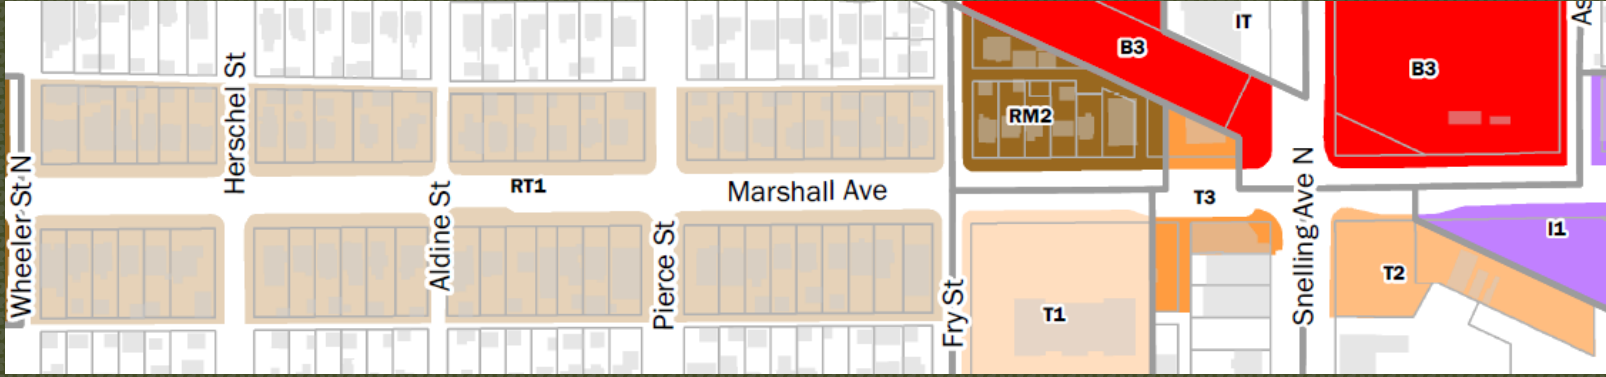 IT
As
B3
B3
Herschel St
RM2
Wheeler St N
Aldine St
RT1
Marshall Ave
T3
Snelling Ave N
Pierce St
Fry St
T1
T2
I1